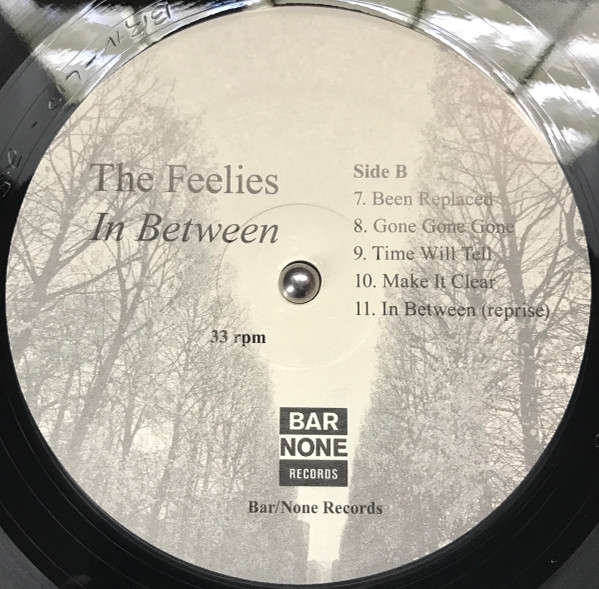 The Feelies
In Between
33 rpm
Side B
7. Been Replaced
8. Gone Gone Gone
9. Time Will Tell
10. Make It Clear
11. In Between (reprise)
BAR
NONE
RECORDS
Bar/None Records